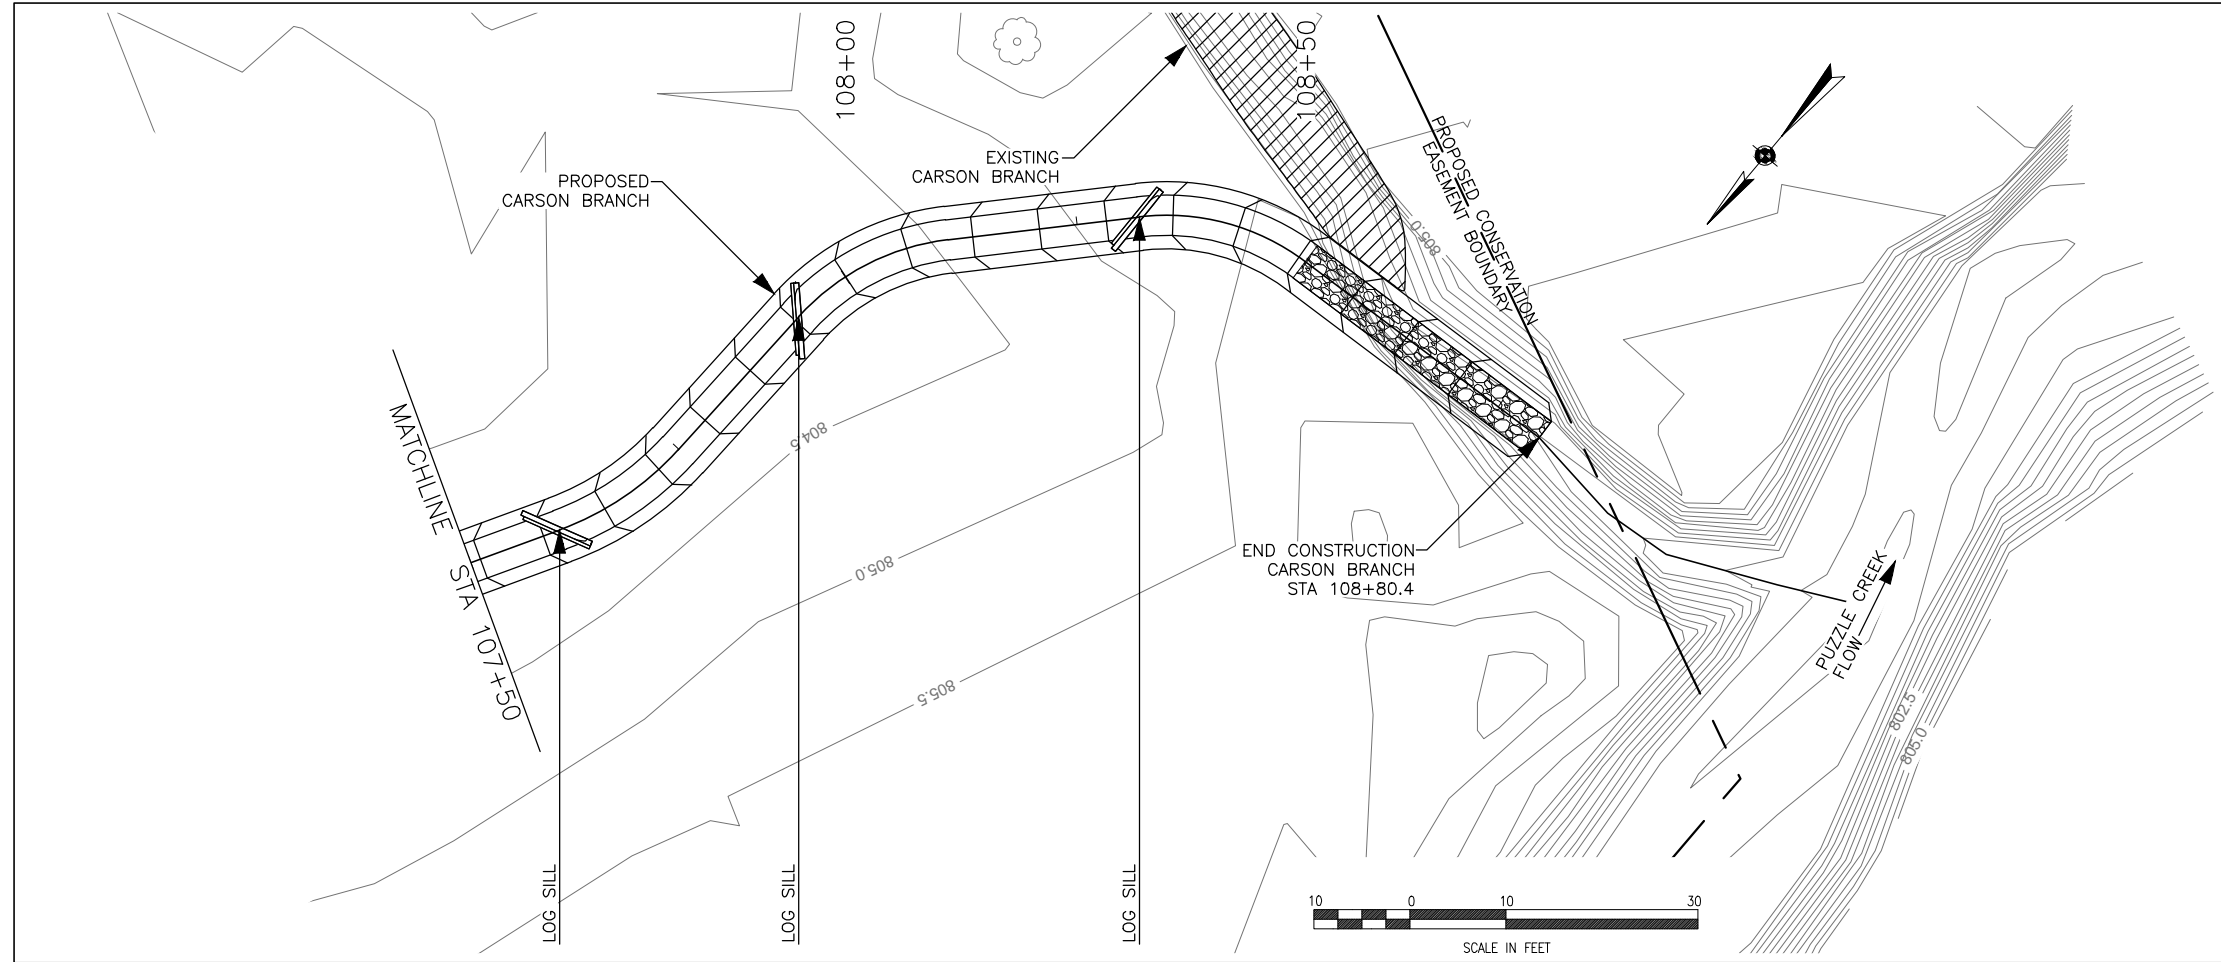 108+00
108+50
EXISTING
CARSON BRANCH
PROPOSED
CARSON BRANCH
PROPOSED CONSERVATION
EASEMENT BOUNDARY
805.0
MATCHLINE STA 107+50
804.5
805.0
805.5
END CONSTRUCTION
CARSON BRANCH
STA 108+80.4
PUZZLE CREEK
FLOW
802.5
805.0
LOG SILL
LOG SILL
LOG SILL
10 0 10 30
SCALE IN FEET